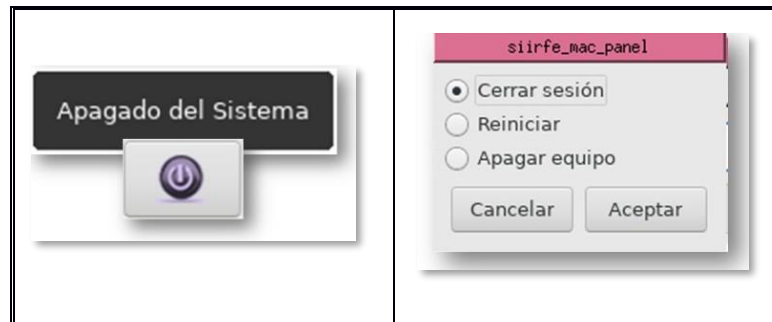 Apagado del Sistema
siirfe_mac_panel
Cerrar sesión
Reiniciar
Apagar equipo
Cancelar Aceptar